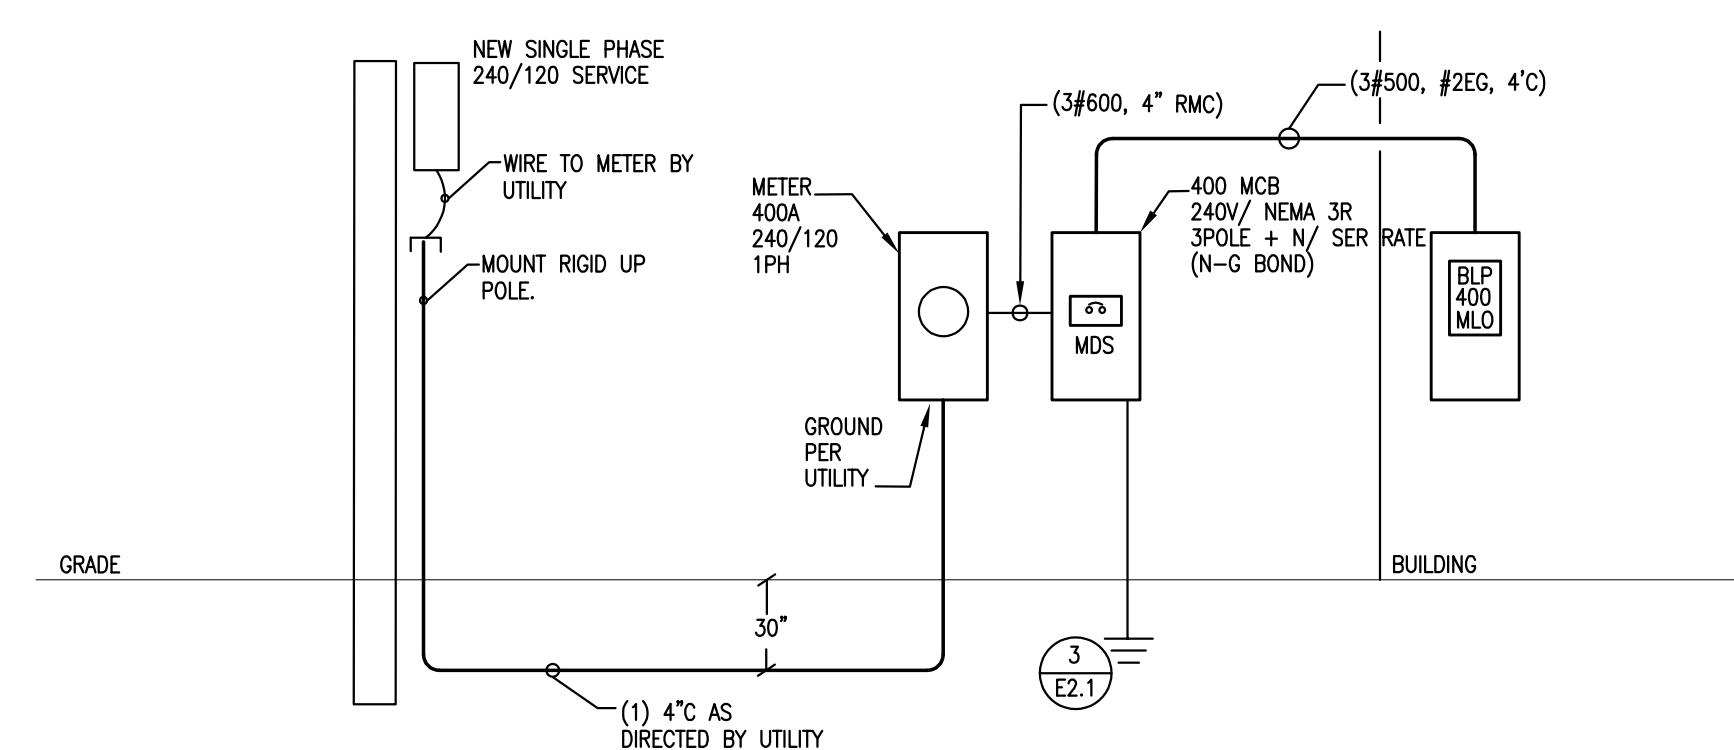 NEW SINGLE PHASE
240/120 SERVICE
WIRE TO METER BY
UTILITY
MOUNT RIGID UP
POLE.
METER
400A
240/120
1PH
(3#600, 4" RMC)
(3#500, #2EG, 4'C)
400 MCB
240V/ NEMA 3R
3POLE + N/ SER RATE
(N-G BOND)
MDS
BLP
400
MLO
GROUND
PER
UTILITY
GRADE
BUILDING
30"
3
E2.1
(1) 4"C AS
DIRECTED BY UTILITY